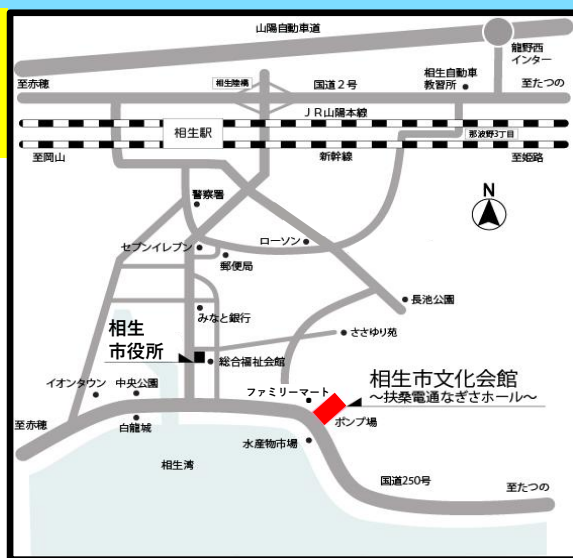 山陽自動車道
龍野西
インター
至赤穂
相生陸橋
国道2号
相生自動車
教習所
至たつの
JR山陽本線
相生駅
那波野3丁目
至岡山
新幹線
至姫路
警察署
N
セブンイレブン
ローソン
郵便局
長池公園
みなと銀行
ささゆり苑
相生
市役所
総合福祉会館
イオンタウン
中央公園
ファミリーマート
相生市文化会館
～扶桑電通なぎさホール～
ポンプ場
至赤穂
白龍城
水産物市場
相生湾
国道250号
至たつの